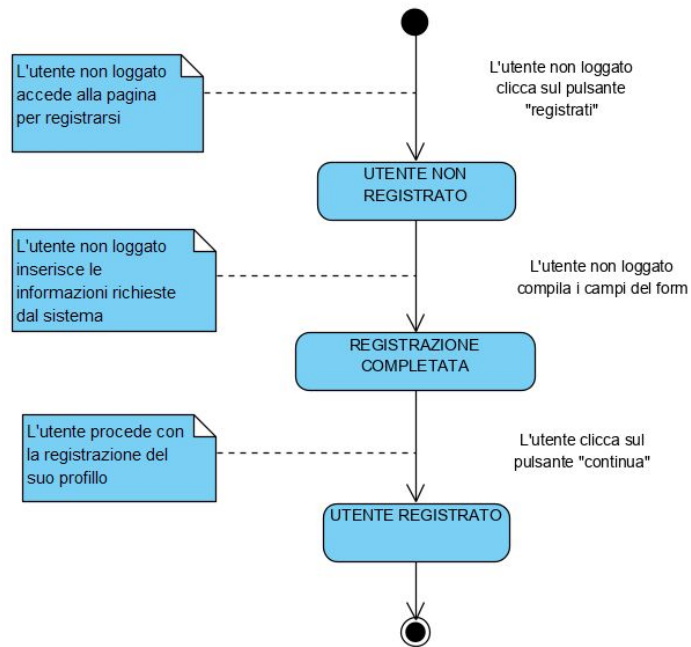 L'utente non loggato
accede alla pagina
per registrarsi
L'utente non loggato
clicca sul pulsante
"registrati"
UTENTE NON
REGISTRATO
L'utente non loggato
inserisce le
informazioni richieste
dal sistema
L'utente non loggato
compila i campi del form
REGISTRAZIONE
COMPLETATA
L'utente procede con
la registrazione del
suo profillo
L'utente clicca sul
pulsante "continua"
UTENTE REGISTRATO